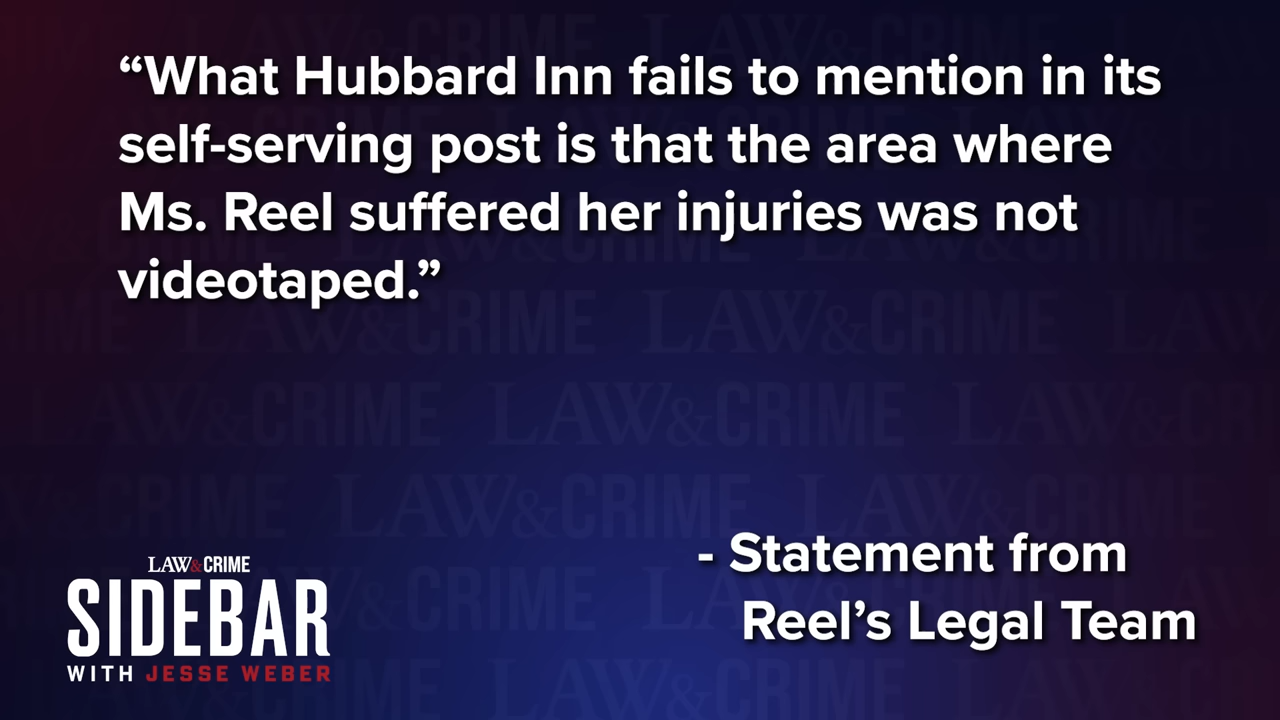 “What Hubbard Inn fails to mention in its
self-serving post is that the area where
Ms. Reel suffered her injuries was not
videotaped.”
- Statement from
Reel’s Legal Team
LAW&CRIME
SIDEBAR
WITH JESSE WEBER